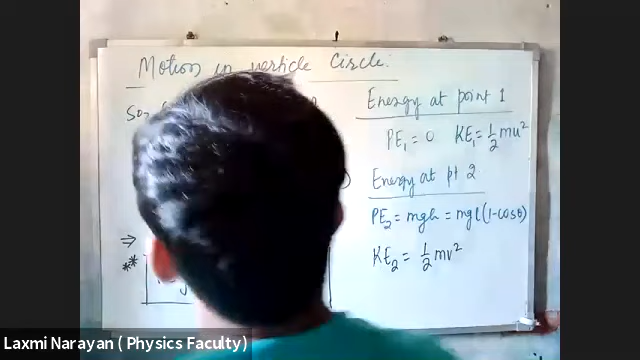 Motion in verticle Circle.
Energy at point 1
PE₁ = 0 KE₁ = 1/2 mu²
Energy at pt 2
PE₂ = mgh = mgl(1-cosθ)
KE₂ = 1/2 mv²
⇒
**
Laxmi Narayan ( Physics Faculty)